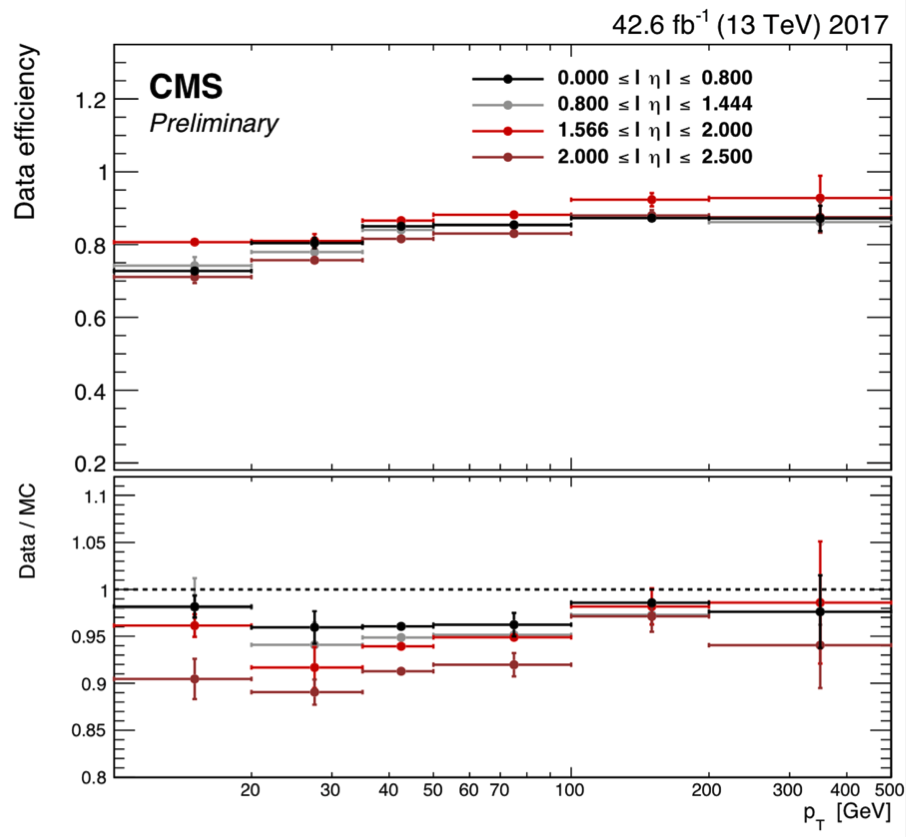 42.6 fb⁻¹ (13 TeV) 2017
Data efficiency
CMS
Preliminary
0.000 ≤ | η | ≤ 0.800
0.800 ≤ | η | ≤ 1.444
1.566 ≤ | η | ≤ 2.000
2.000 ≤ | η | ≤ 2.500
1.2
1
0.8
0.6
0.4
0.2
Data / MC
1.1
1.05
1
0.95
0.9
0.85
0.8
20 30 40 50 60 70 100 200 300 400 500
p_T [GeV]